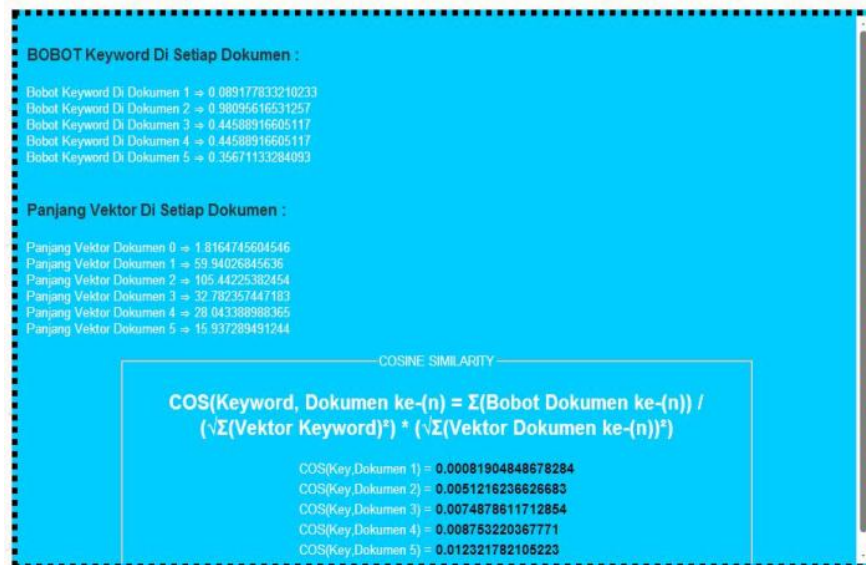 BOBOT Keyword Di Setiap Dokumen :
Bobot Keyword Di Dokumen 1 ⇒ 0.089177833210233
Bobot Keyword Di Dokumen 2 ⇒ 0.98095616531257
Bobot Keyword Di Dokumen 3 ⇒ 0.44588916605117
Bobot Keyword Di Dokumen 4 ⇒ 0.44588916605117
Bobot Keyword Di Dokumen 5 ⇒ 0.35671133284093
Panjang Vektor Di Setiap Dokumen :
Panjang Vektor Dokumen 0 ⇒ 1.8164745604546
Panjang Vektor Dokumen 1 ⇒ 59.94026845636
Panjang Vektor Dokumen 2 ⇒ 105.44225382454
Panjang Vektor Dokumen 3 ⇒ 32.782357447183
Panjang Vektor Dokumen 4 ⇒ 28.043388988365
Panjang Vektor Dokumen 5 ⇒ 15.937289491244
COSINE SIMILARITY
COS(Keyword, Dokumen ke-(n) = Σ(Bobot Dokumen ke-(n)) /
(√Σ(Vektor Keyword)²) * (√Σ(Vektor Dokumen ke-(n))²)
COS(Key,Dokumen 1) = 0.00081904848678284
COS(Key,Dokumen 2) = 0.0051216236626683
COS(Key,Dokumen 3) = 0.0074878611712854
COS(Key,Dokumen 4) = 0.008753220367771
COS(Key,Dokumen 5) = 0.012321782105223